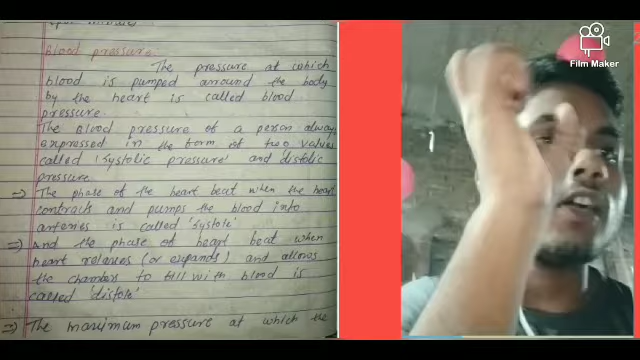 Blood pressure:
The pressure at which
blood is pumped arround the body
by the heart is called blood
pressure.
The Blood pressure of a person alway
expressed in the form of two values
called 'Systolic pressure' and distolic
pressure.
⇒ The phase of the heart beat when the heart
contracts and pumps the blood into
arteries is called 'systole'
⇒ And the phase of heart beat when
heart relaxes (or expands) and allows
the chambers to fill with blood is
called 'distole'
⇒ The maximum pressure at which the
Film Maker